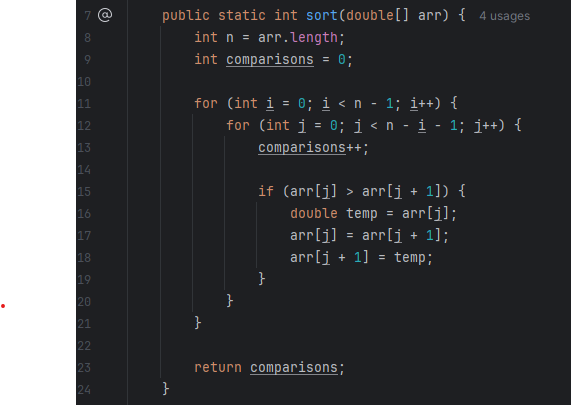 7 @ public static int sort(double[] arr) { 4 usages
8 int n = arr.length;
9 int comparisons = 0;
10
11 for (int i = 0; i < n - 1; i++) {
12 for (int j = 0; j < n - i - 1; j++) {
13 comparisons++;
14
15 if (arr[j] > arr[j + 1]) {
16 double temp = arr[j];
17 arr[j] = arr[j + 1];
18 arr[j + 1] = temp;
19 }
20 }
21 }
22
23 return comparisons;
24 }